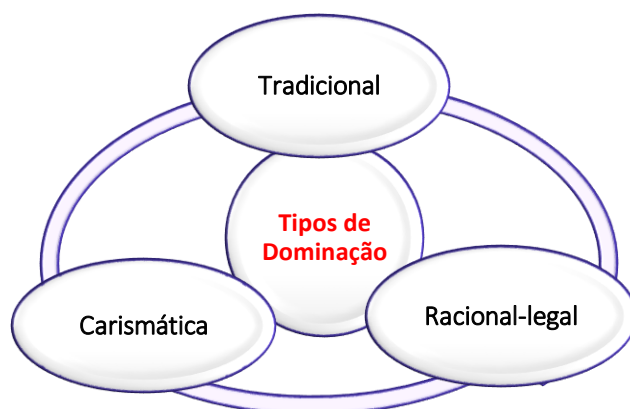 Tradicional
Tipos de
Dominação
Carismática
Racional-legal